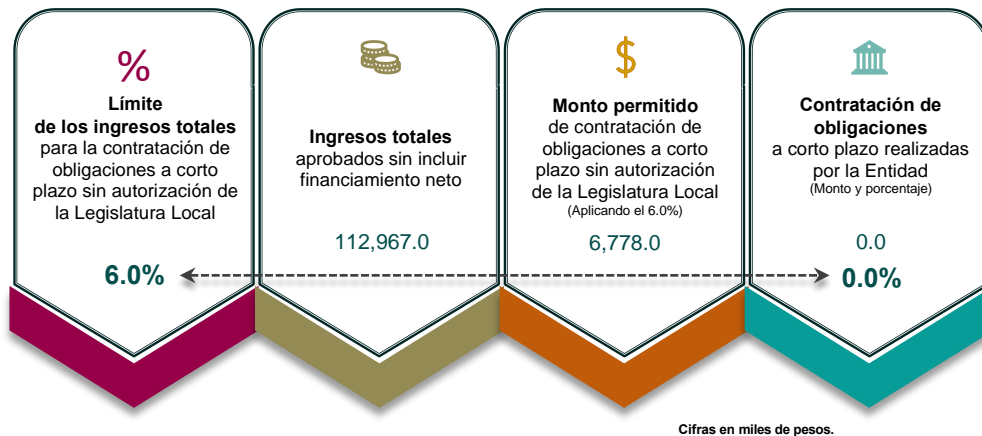 %
Límite
de los ingresos totales
para la contratación de
obligaciones a corto
plazo sin autorización de
la Legislatura Local
6.0%
Ingresos totales
aprobados sin incluir
financiamiento neto
112,967.0
$
Monto permitido
de contratación de
obligaciones a corto
plazo sin autorización
de la Legislatura Local
(Aplicando el 6.0%)
6,778.0
Contratación de
obligaciones
a corto plazo realizadas
por la Entidad
(Monto y porcentaje)
0.0
0.0%
Cifras en miles de pesos.